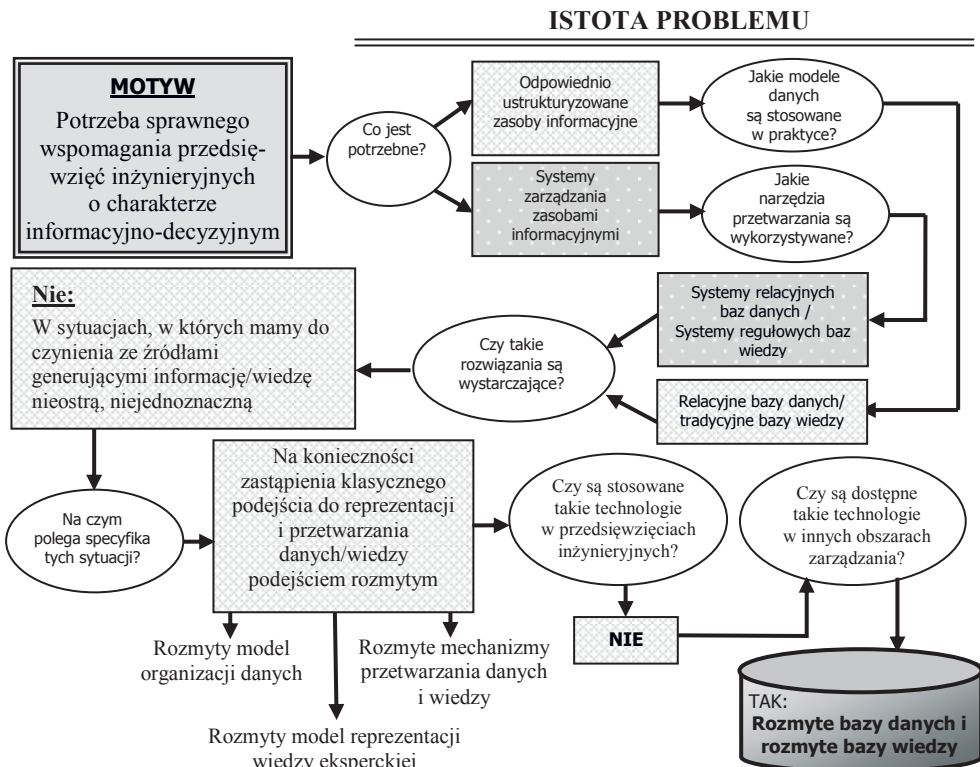 ISTOTA PROBLEMU
MOTYW
Potrzeba sprawnego
wspomagania przedsię-
wzięć inżynieryjnych
o charakterze
informacyjno-decyzyjnym
Co jest
potrzebne?
Odpowiednio
ustrukturyzowane
zasoby informacyjne
Jakie modele
danych
są stosowane
w praktyce?
Systemy
zarządzania
zasobami
informacyjnymi
Jakie
narzędzia
przetwarzania są
wykorzystywane?
Systemy relacyjnych
baz danych /
Systemy regułowych baz
wiedzy
Relacyjne bazy danych/
tradycyjne bazy wiedzy
Czy takie
rozwiązania są
wystarczające?
Nie:
W sytuacjach, w których mamy do
czynienia ze źródłami
generującymi informację/wiedzę
nieostrą, niejednoznaczną
Na czym
polega specyfika
tych sytuacji?
Na konieczności
zastąpienia klasycznego
podejścia do reprezentacji
i przetwarzania
danych/wiedzy
podejściem rozmytym
Rozmyty model
organizacji danych
Rozmyty model reprezentacji
wiedzy eksperckiej
Rozmyte mechanizmy
przetwarzania danych
i wiedzy
Czy są stosowane
takie technologie
w przedsięwzięciach
inżynieryjnych?
NIE
Czy są dostępne
takie technologie
w innych obszarach
zarządzania?
TAK:
Rozmyte bazy danych i
rozmyte bazy wiedzy